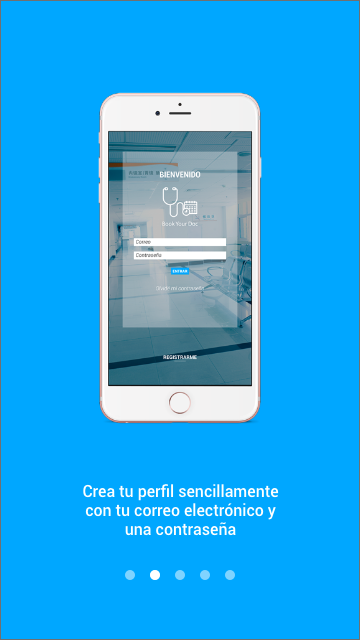 BIENVENIDO
Book Your Doc
Correo
Contraseña
ENTRAR
Olvidé mi contraseña
REGISTRARME
Crea tu perfil sencillamente
con tu correo electrónico y
una contraseña